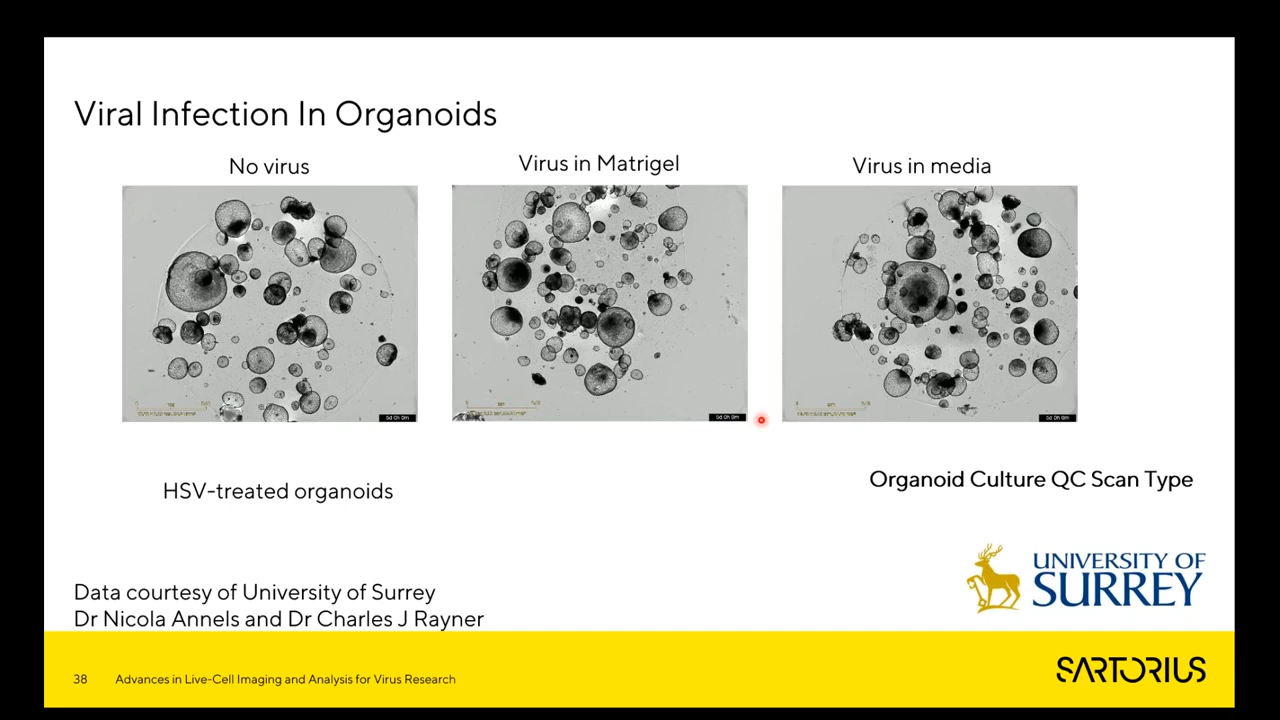 Viral Infection In Organoids
No virus
Virus in Matrigel
Virus in media
HSV-treated organoids
Organoid Culture QC Scan Type
Data courtesy of University of Surrey
Dr Nicola Annels and Dr Charles J Rayner
UNIVERSITY OF
SURREY
38 Advances in Live-Cell Imaging and Analysis for Virus Research
SARTORIUS